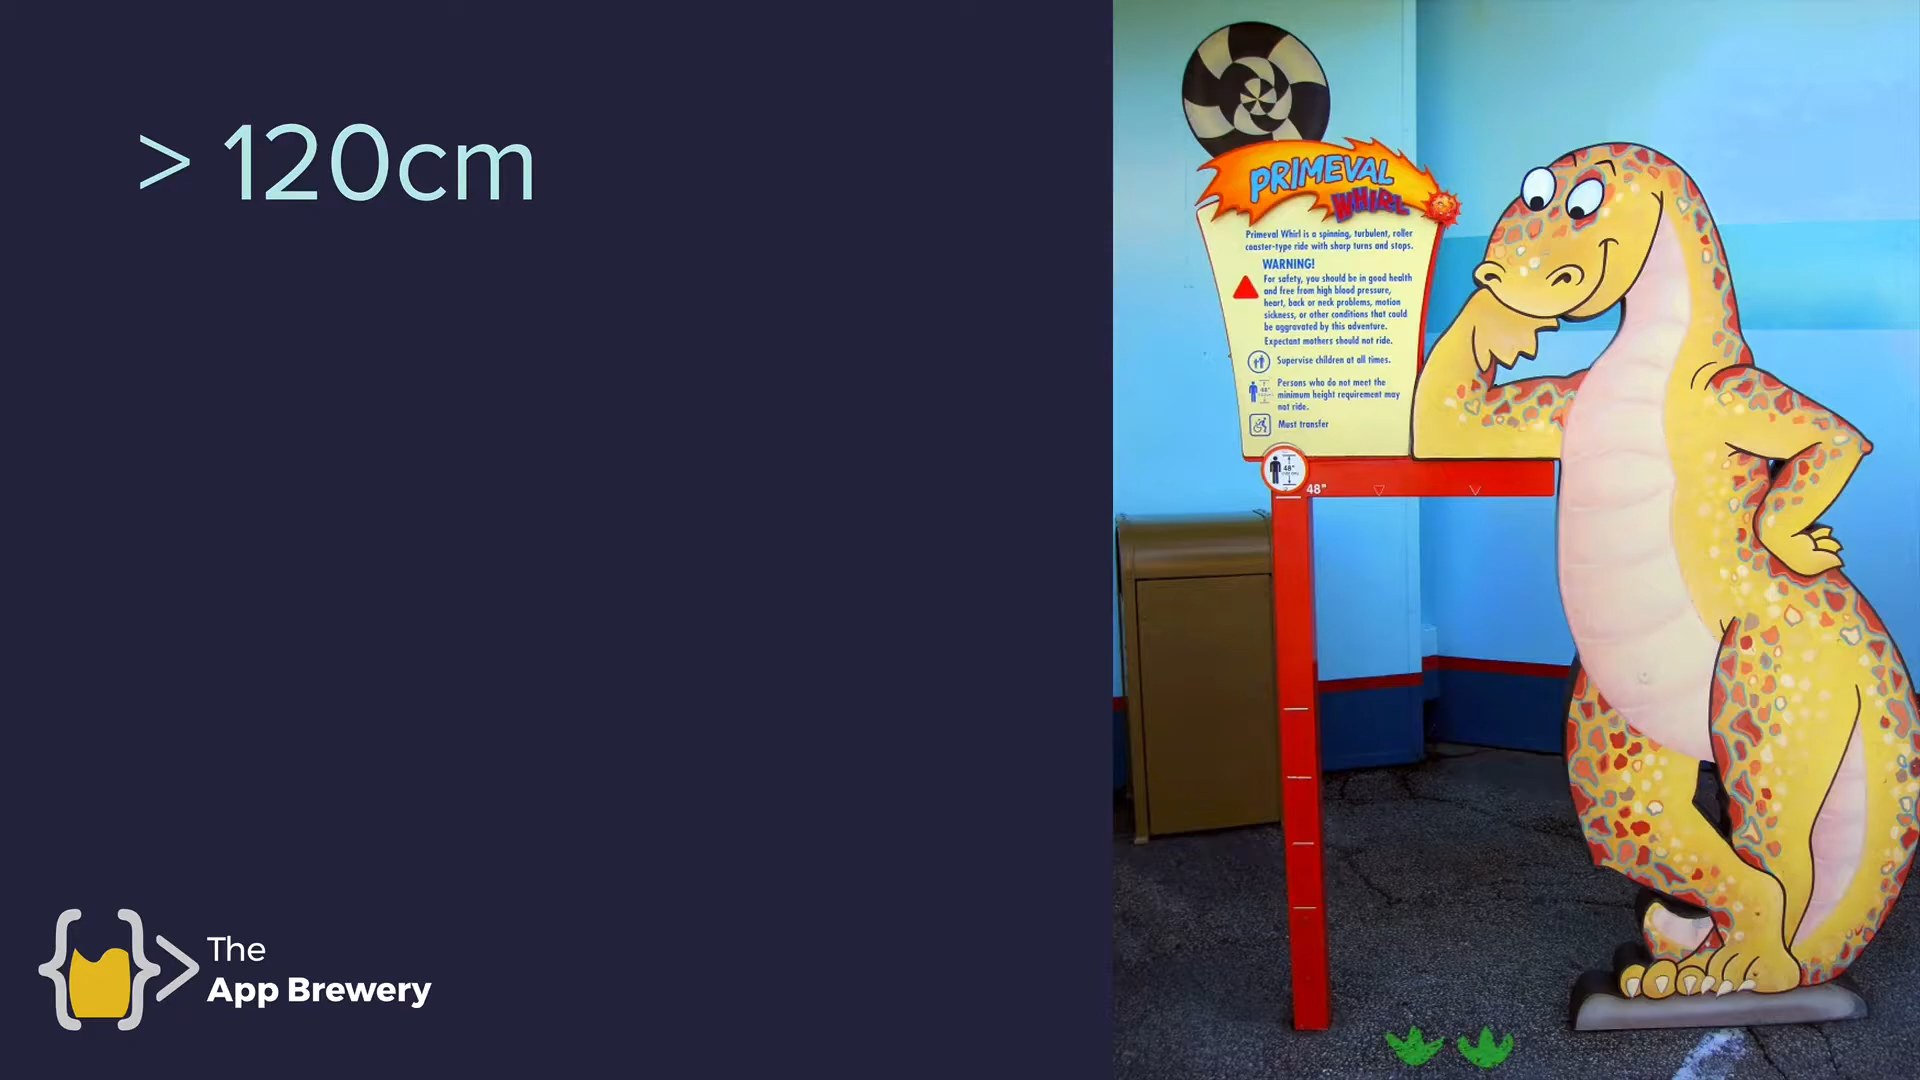 > 120cm
PRIMEVAL
WHIRL
Primeval Whirl is a spinning, turbulent, roller
coaster-type ride with sharp turns and stops.
WARNING!
For safety, you should be in good health
and free from high blood pressure,
heart, back or neck problems, motion
sickness, or other conditions that could
be aggravated by this adventure.
Expectant mothers should not ride.
Supervise children at all times.
48"
Persons who do not meet the
minimum height requirement may
not ride.
Must transfer
48"
48"
The
App Brewery